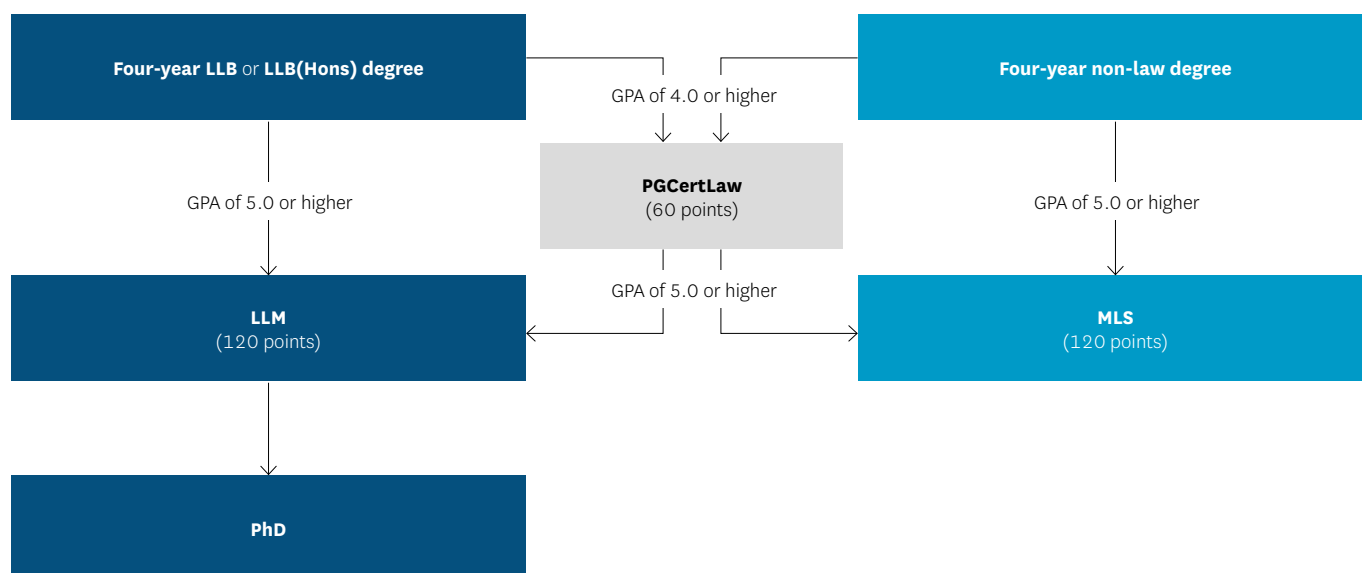 Four-year LLB or LLB(Hons) degree
Four-year non-law degree
GPA of 4.0 or higher
PGCertLaw
(60 points)
GPA of 5.0 or higher
GPA of 5.0 or higher
GPA of 5.0 or higher
LLM
(120 points)
MLS
(120 points)
PhD